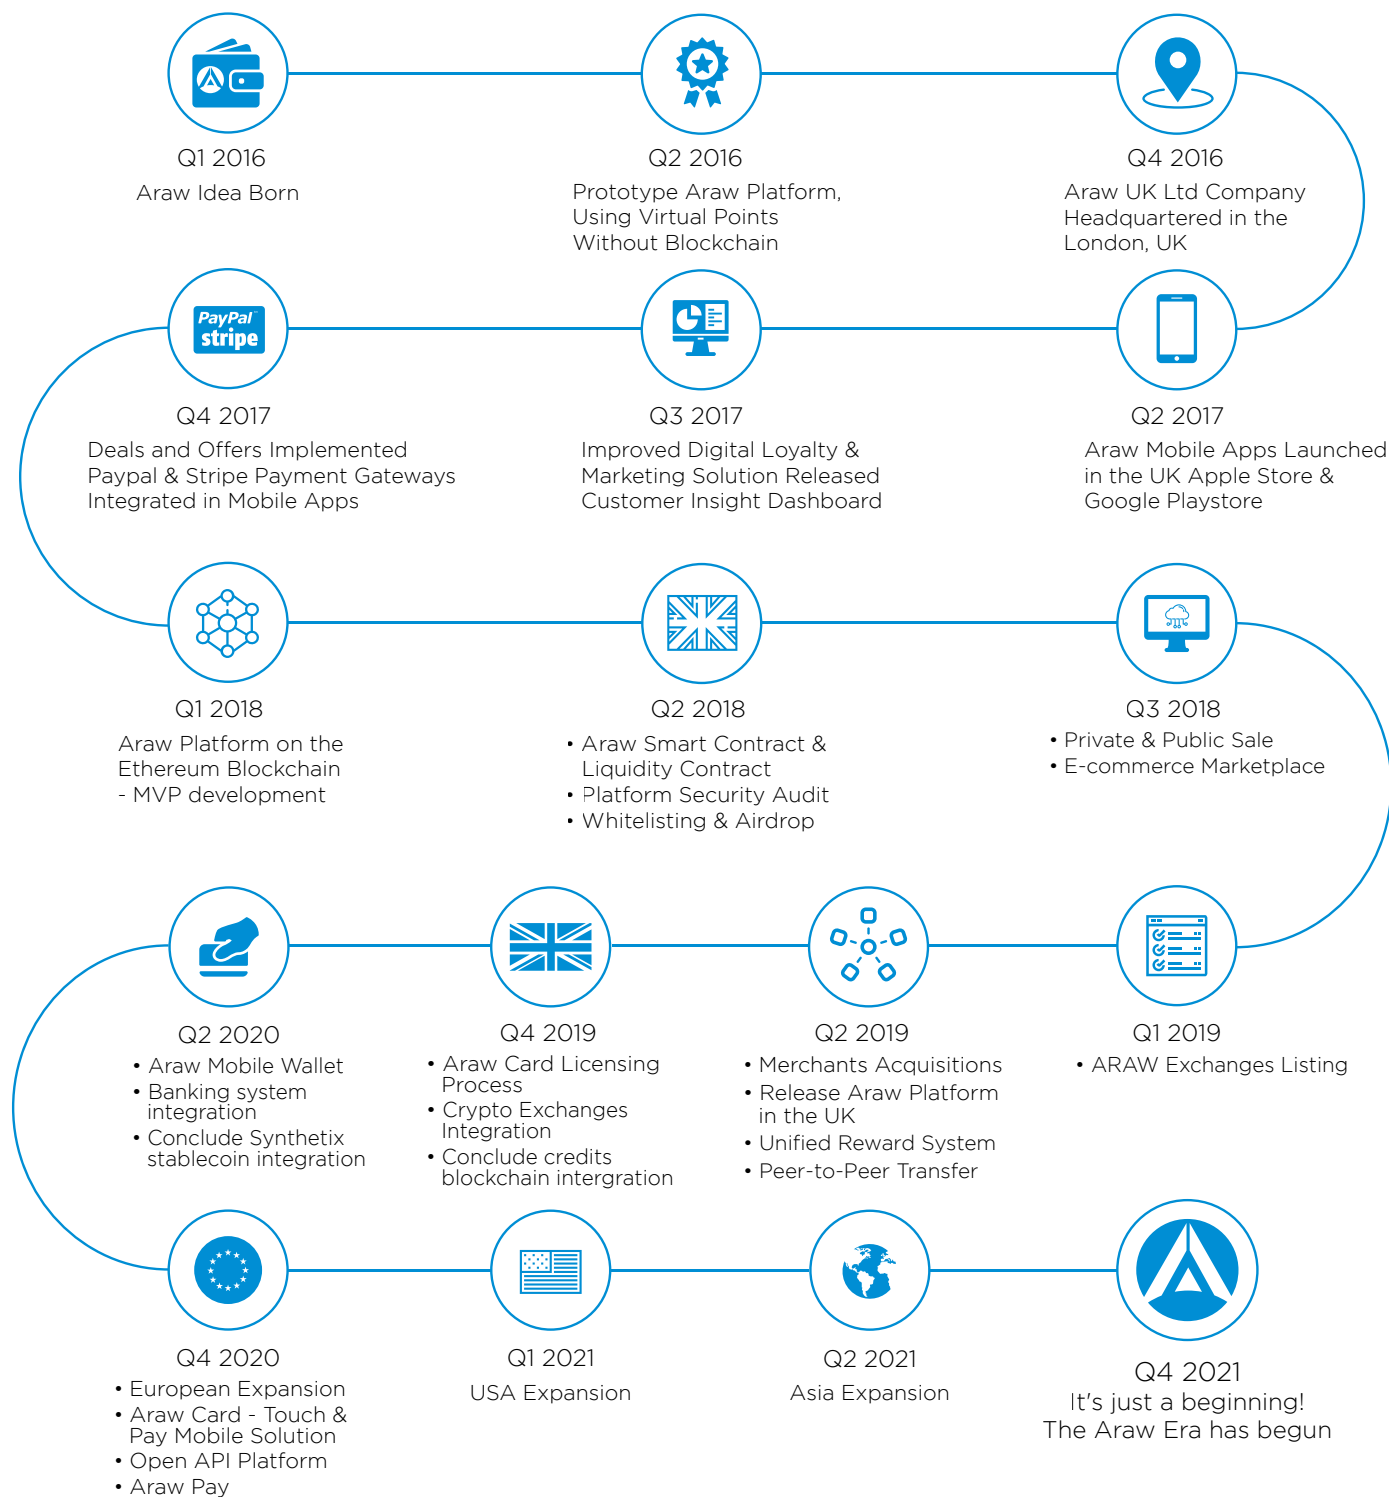 Q1 2016
Araw Idea Born
Q2 2016
Prototype Araw Platform,
Using Virtual Points
Without Blockchain
Q4 2016
Araw UK Ltd Company
Headquartered in the
London, UK
PayPal
stripe
Q4 2017
Deals and Offers Implemented
Paypal & Stripe Payment Gateways
Integrated in Mobile Apps
Q3 2017
Improved Digital Loyalty &
Marketing Solution Released
Customer Insight Dashboard
Q2 2017
Araw Mobile Apps Launched
in the UK Apple Store &
Google Playstore
Q1 2018
Araw Platform on the
Ethereum Blockchain
- MVP development
Q2 2018
• Araw Smart Contract &
Liquidity Contract
• Platform Security Audit
• Whitelisting & Airdrop
Q3 2018
• Private & Public Sale
• E-commerce Marketplace
Q2 2020
• Araw Mobile Wallet
• Banking system
integration
• Conclude Synthetix
stablecoin integration
Q4 2019
• Araw Card Licensing
Process
• Crypto Exchanges
Integration
• Conclude credits
blockchain intergration
Q2 2019
• Merchants Acquisitions
• Release Araw Platform
in the UK
• Unified Reward System
• Peer-to-Peer Transfer
Q1 2019
• ARAW Exchanges Listing
Q4 2020
• European Expansion
• Araw Card - Touch &
Pay Mobile Solution
• Open API Platform
• Araw Pay
Q1 2021
USA Expansion
Q2 2021
Asia Expansion
Q4 2021
It's just a beginning!
The Araw Era has begun